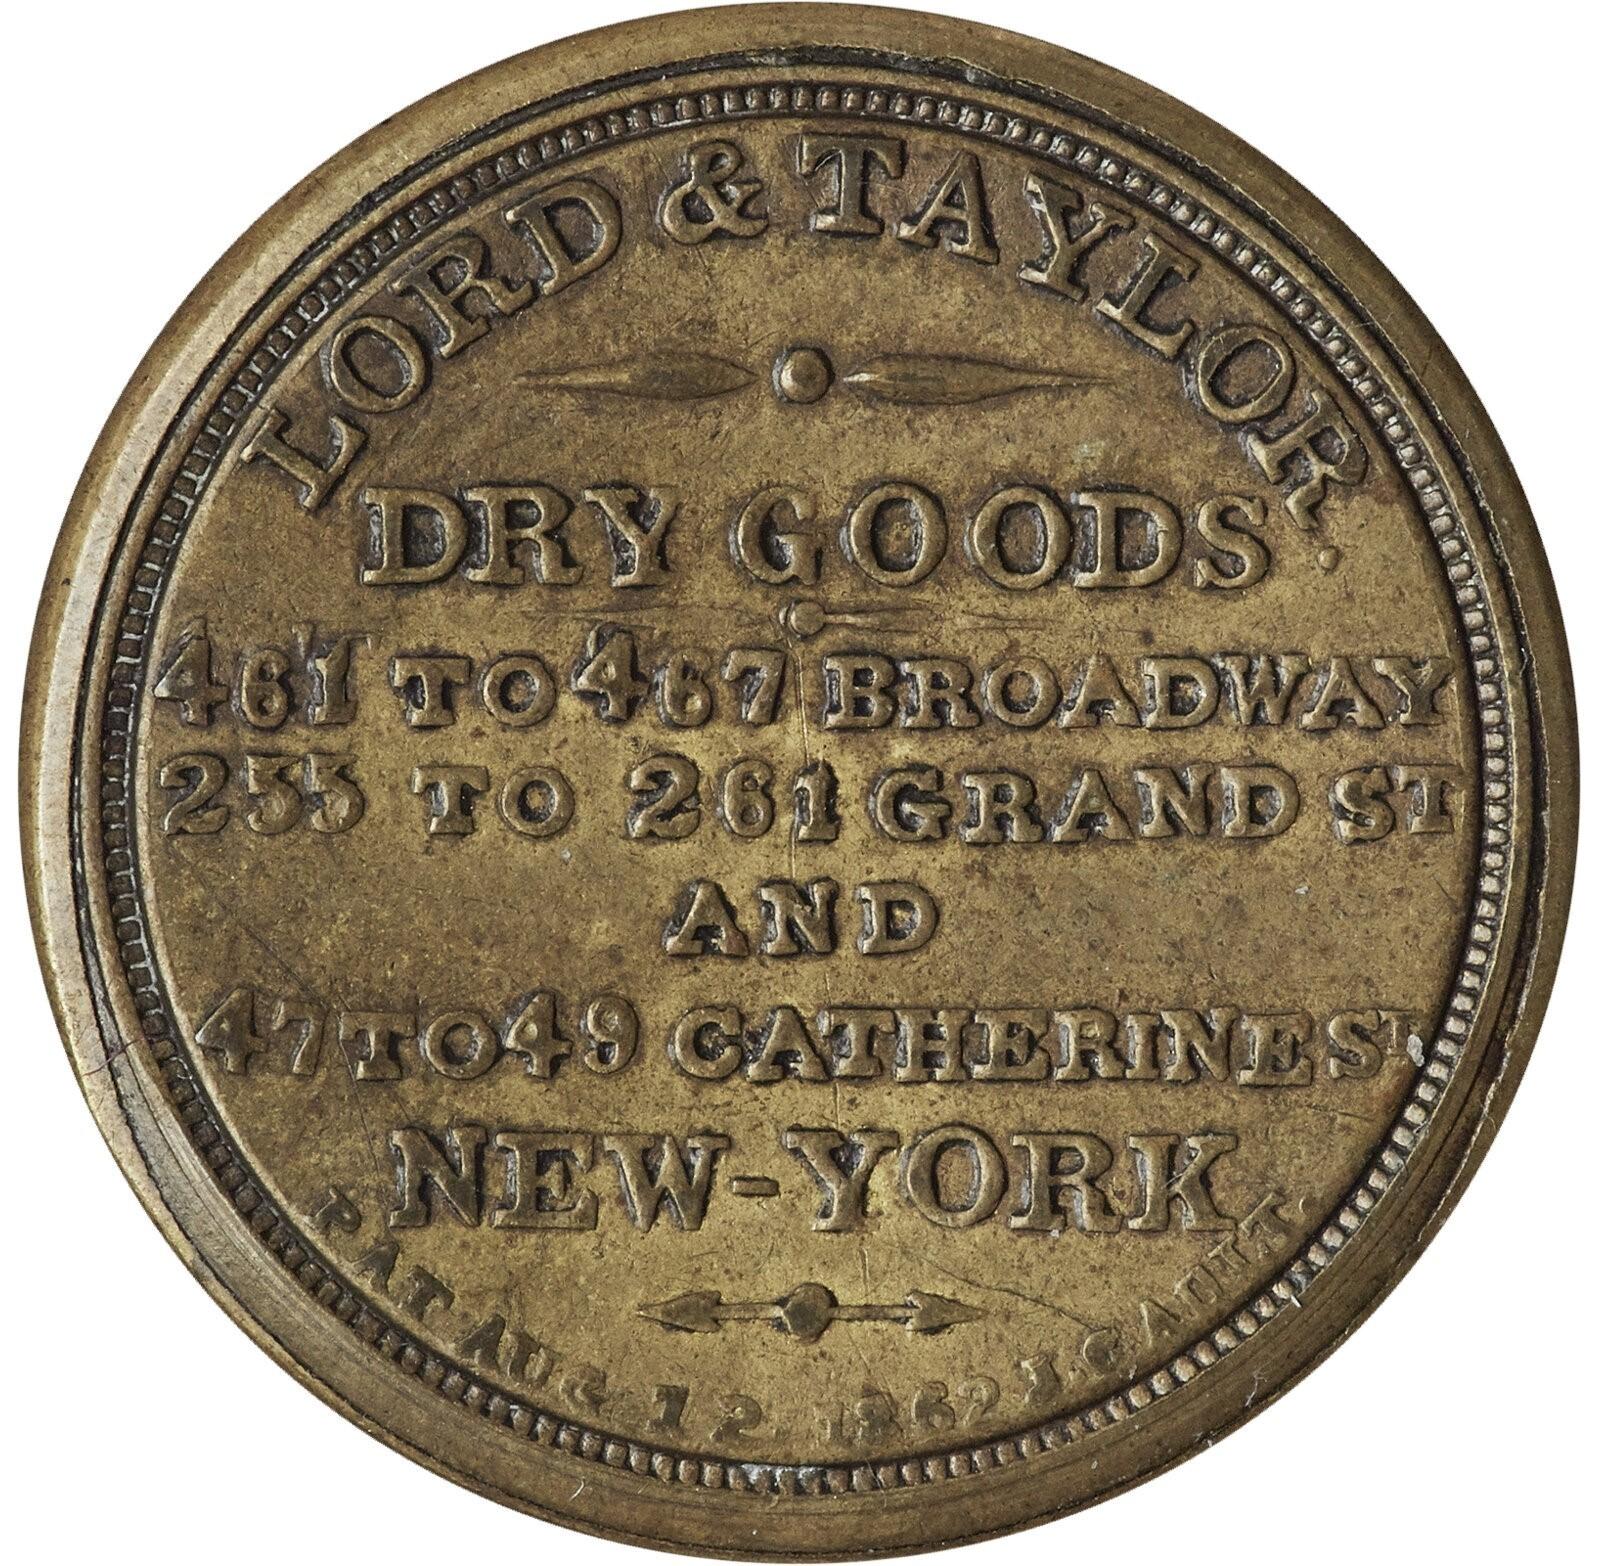 LORD & TAYLOR.
DRY GOODS
461 TO 467 BROADWAY
255 TO 261 GRAND ST
AND
47 TO 49 CATHERINE ST
NEW-YORK
PAT. AUG. 12. 1862 J. GAULT.